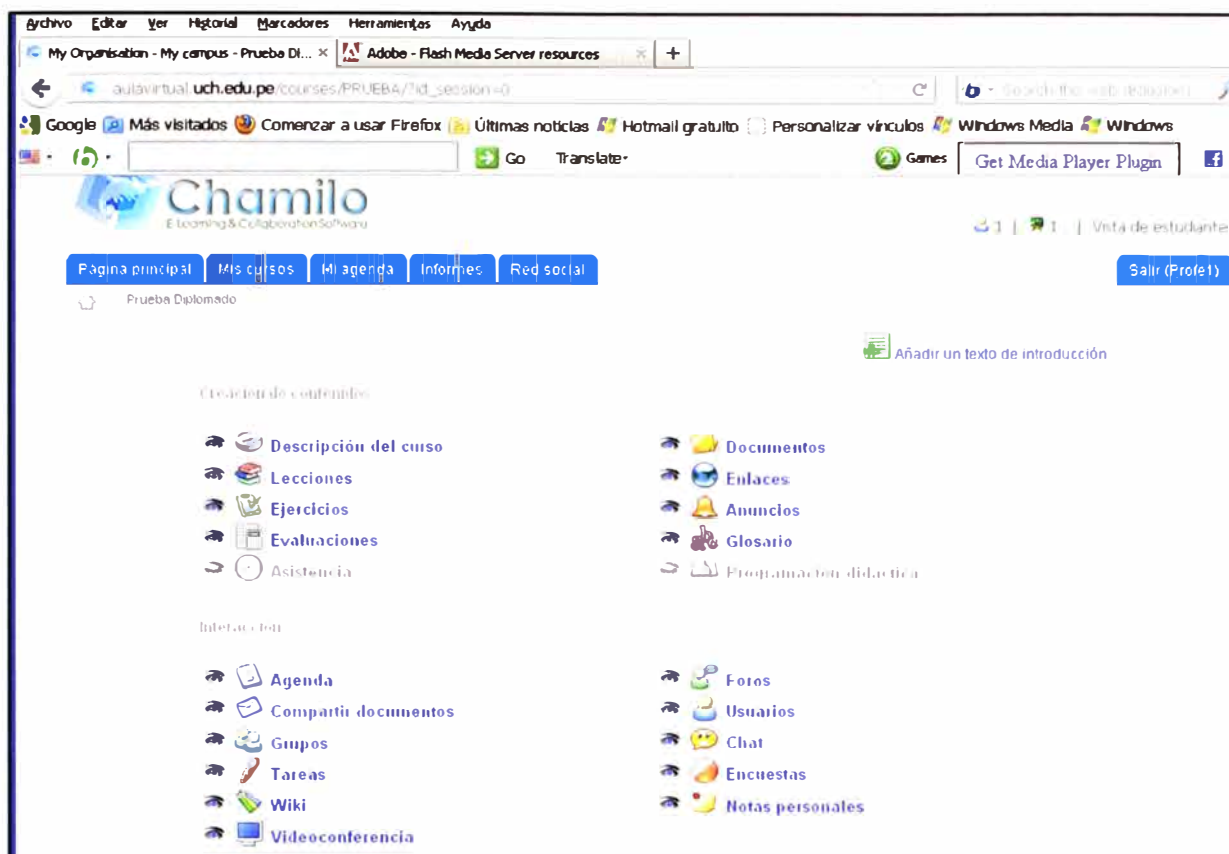 Archivo Editar Ver Historial Marcadores Herramientas Ayuda
My Organisation - My campus - Prueba Di... × Adobe - Flash Media Server resources × +
aulavirtual.uch.edu.pe/courses/PRUEBA/?id_session=0
Google Más visitados Comenzar a usar Firefox Últimas noticias Hotmail gratuito Personalizar vínculos Windows Media Windows
Go Translate Games Get Media Player Plugin
Chamilo
E-Learning & Collaboration Software
1 | 1 | Vista de estudiante
Página principal Mis cursos Mi agenda Informes Red social Salir (Profe1)
Prueba Diplomado
Añadir un texto de introducción
Creación de contenidos
Descripción del curso Documentos
Lecciones Enlaces
Ejercicios Anuncios
Evaluaciones Glosario
Asistencia Programación didáctica
Interacción
Agenda Foros
Compartir documentos Usuarios
Grupos Chat
Tareas Encuestas
Wiki Notas personales
Videoconferencia